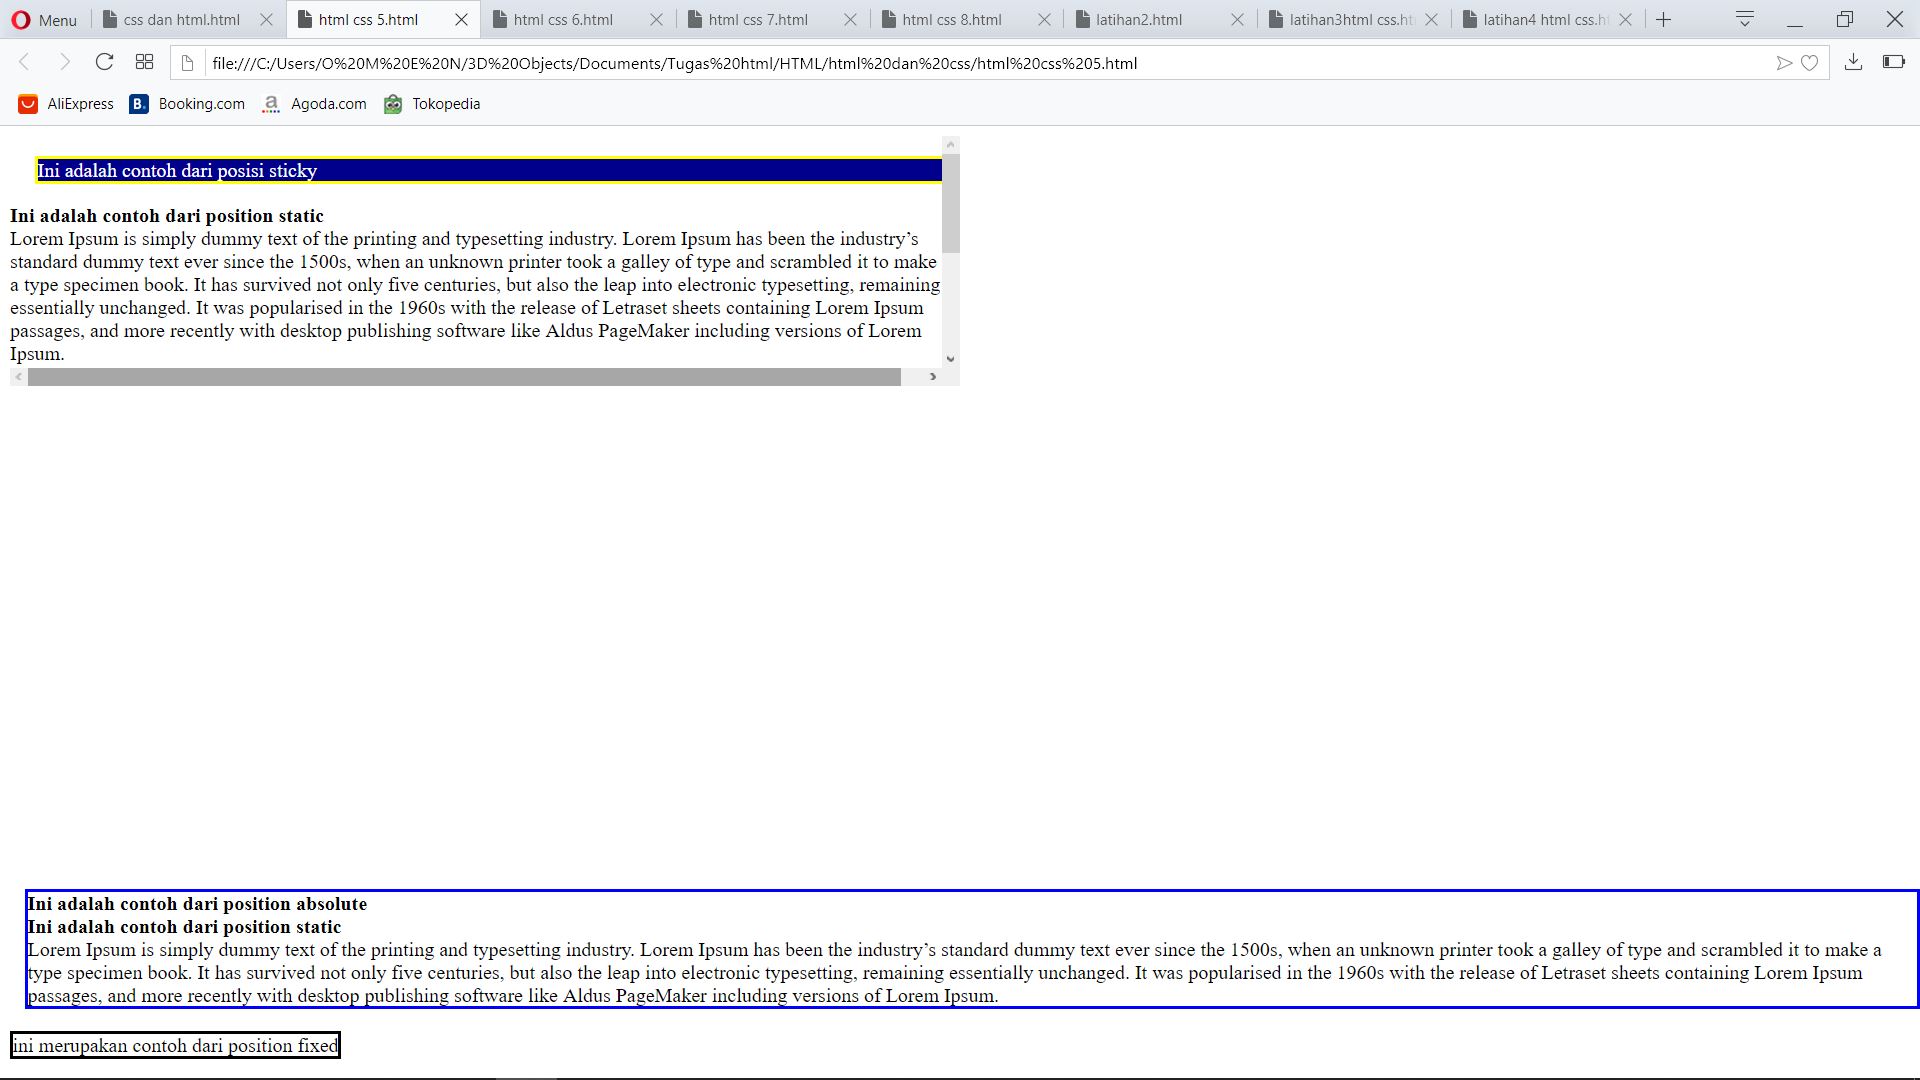 Menu
css dan html.html
html css 5.html
html css 6.html
html css 7.html
html css 8.html
latihan2.html
latihan3html css.ht
latihan4 html css.ht
file:///C:/Users/O%20M%20E%20N/3D%20Objects/Documents/Tugas%20html/HTML/html%20dan%20css/html%20css%205.html
AliExpress
B. Booking.com
a Agoda.com
Tokopedia
Ini adalah contoh dari posisi sticky
Ini adalah contoh dari position static
Lorem Ipsum is simply dummy text of the printing and typesetting industry. Lorem Ipsum has been the industry’s
standard dummy text ever since the 1500s, when an unknown printer took a galley of type and scrambled it to make
a type specimen book. It has survived not only five centuries, but also the leap into electronic typesetting, remaining
essentially unchanged. It was popularised in the 1960s with the release of Letraset sheets containing Lorem Ipsum
passages, and more recently with desktop publishing software like Aldus PageMaker including versions of Lorem
Ipsum.
Ini adalah contoh dari position absolute
Ini adalah contoh dari position static
Lorem Ipsum is simply dummy text of the printing and typesetting industry. Lorem Ipsum has been the industry’s standard dummy text ever since the 1500s, when an unknown printer took a galley of type and scrambled it to make a
type specimen book. It has survived not only five centuries, but also the leap into electronic typesetting, remaining essentially unchanged. It was popularised in the 1960s with the release of Letraset sheets containing Lorem Ipsum
passages, and more recently with desktop publishing software like Aldus PageMaker including versions of Lorem Ipsum.
ini merupakan contoh dari position fixed